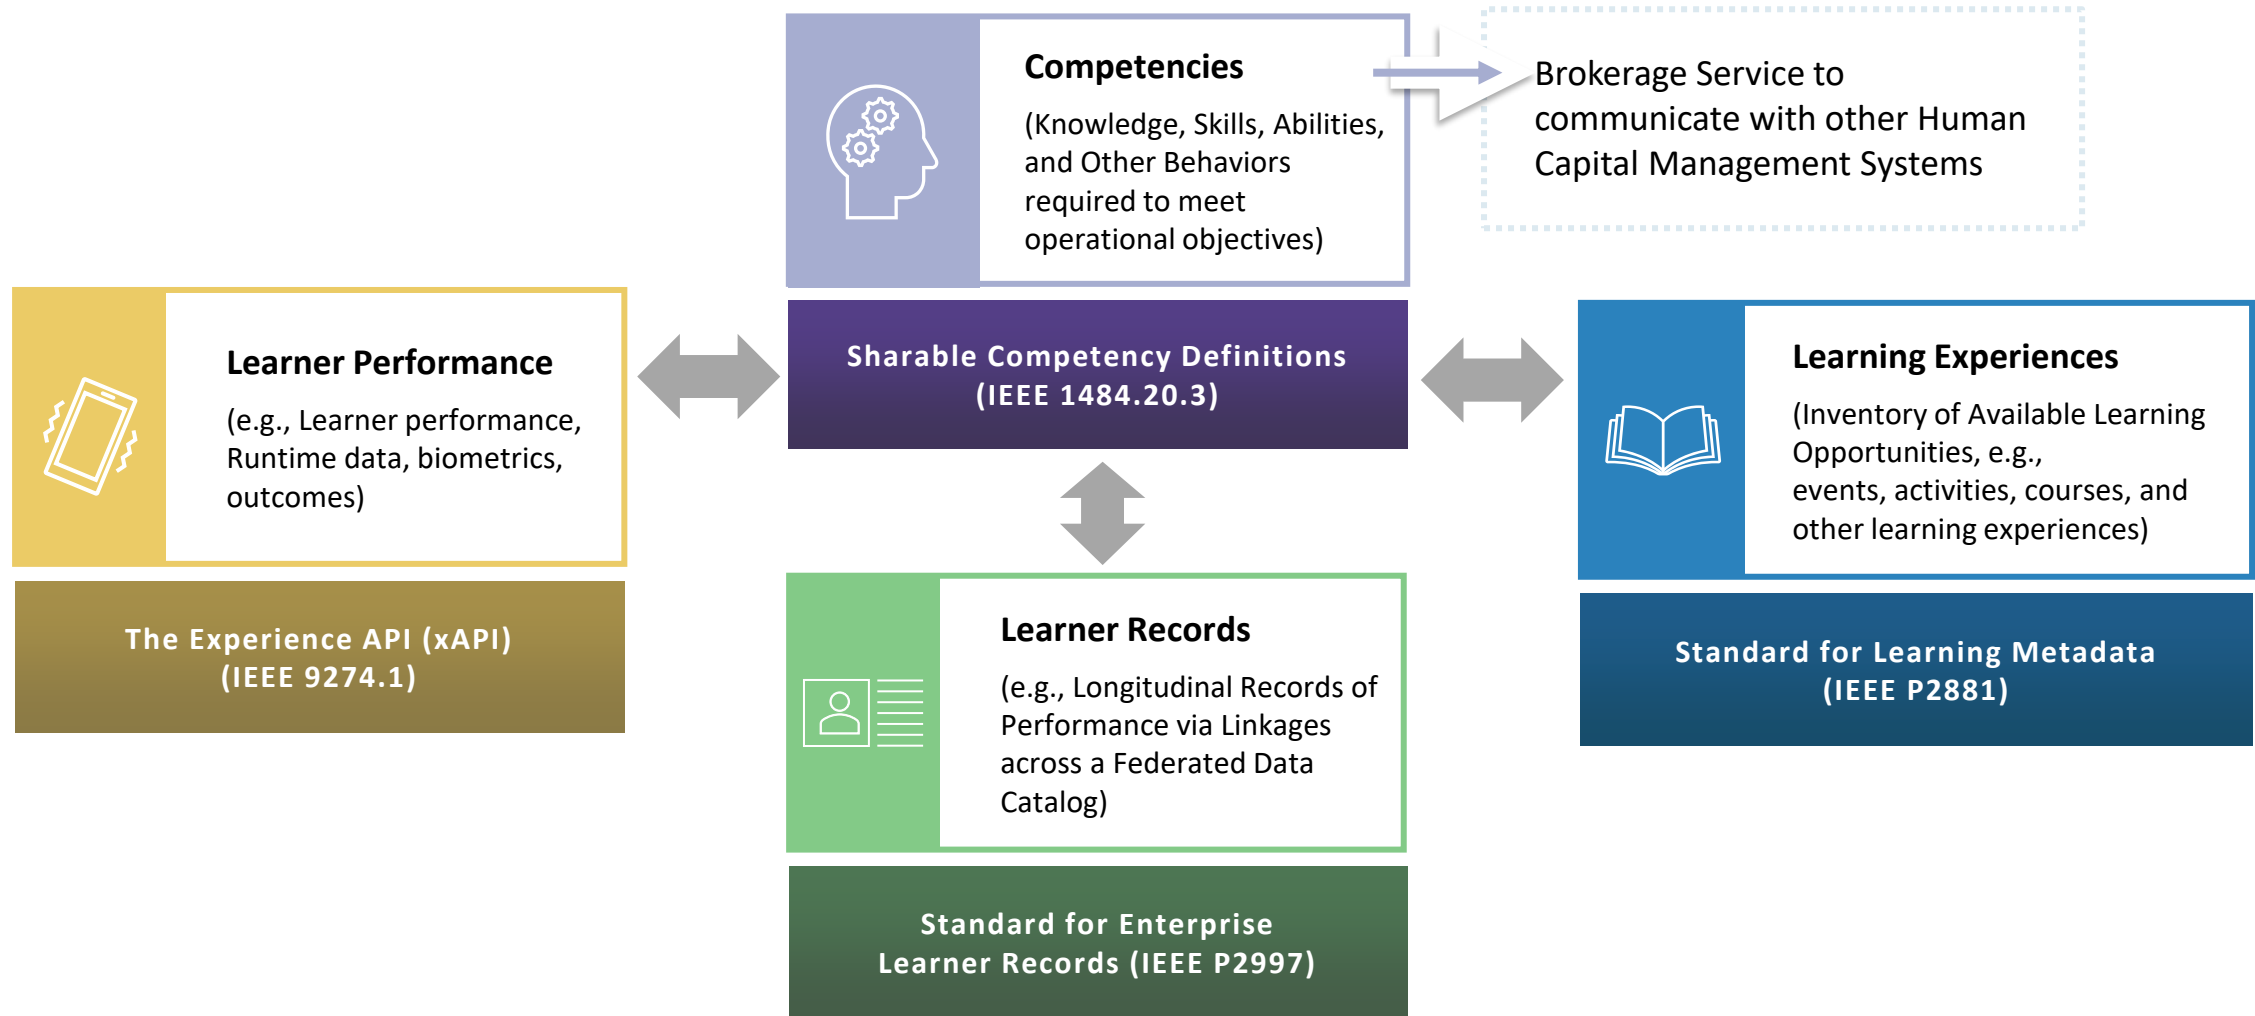 Competencies
(Knowledge, Skills, Abilities,
and Other Behaviors
required to meet
operational objectives)
Brokerage Service to
communicate with other Human
Capital Management Systems
Sharable Competency Definitions
(IEEE 1484.20.3)
Learner Performance
(e.g., Learner performance,
Runtime data, biometrics,
outcomes)
The Experience API (xAPI)
(IEEE 9274.1)
Learning Experiences
(Inventory of Available Learning
Opportunities, e.g.,
events, activities, courses, and
other learning experiences)
Standard for Learning Metadata
(IEEE P2881)
Learner Records
(e.g., Longitudinal Records of
Performance via Linkages
across a Federated Data
Catalog)
Standard for Enterprise
Learner Records (IEEE P2997)